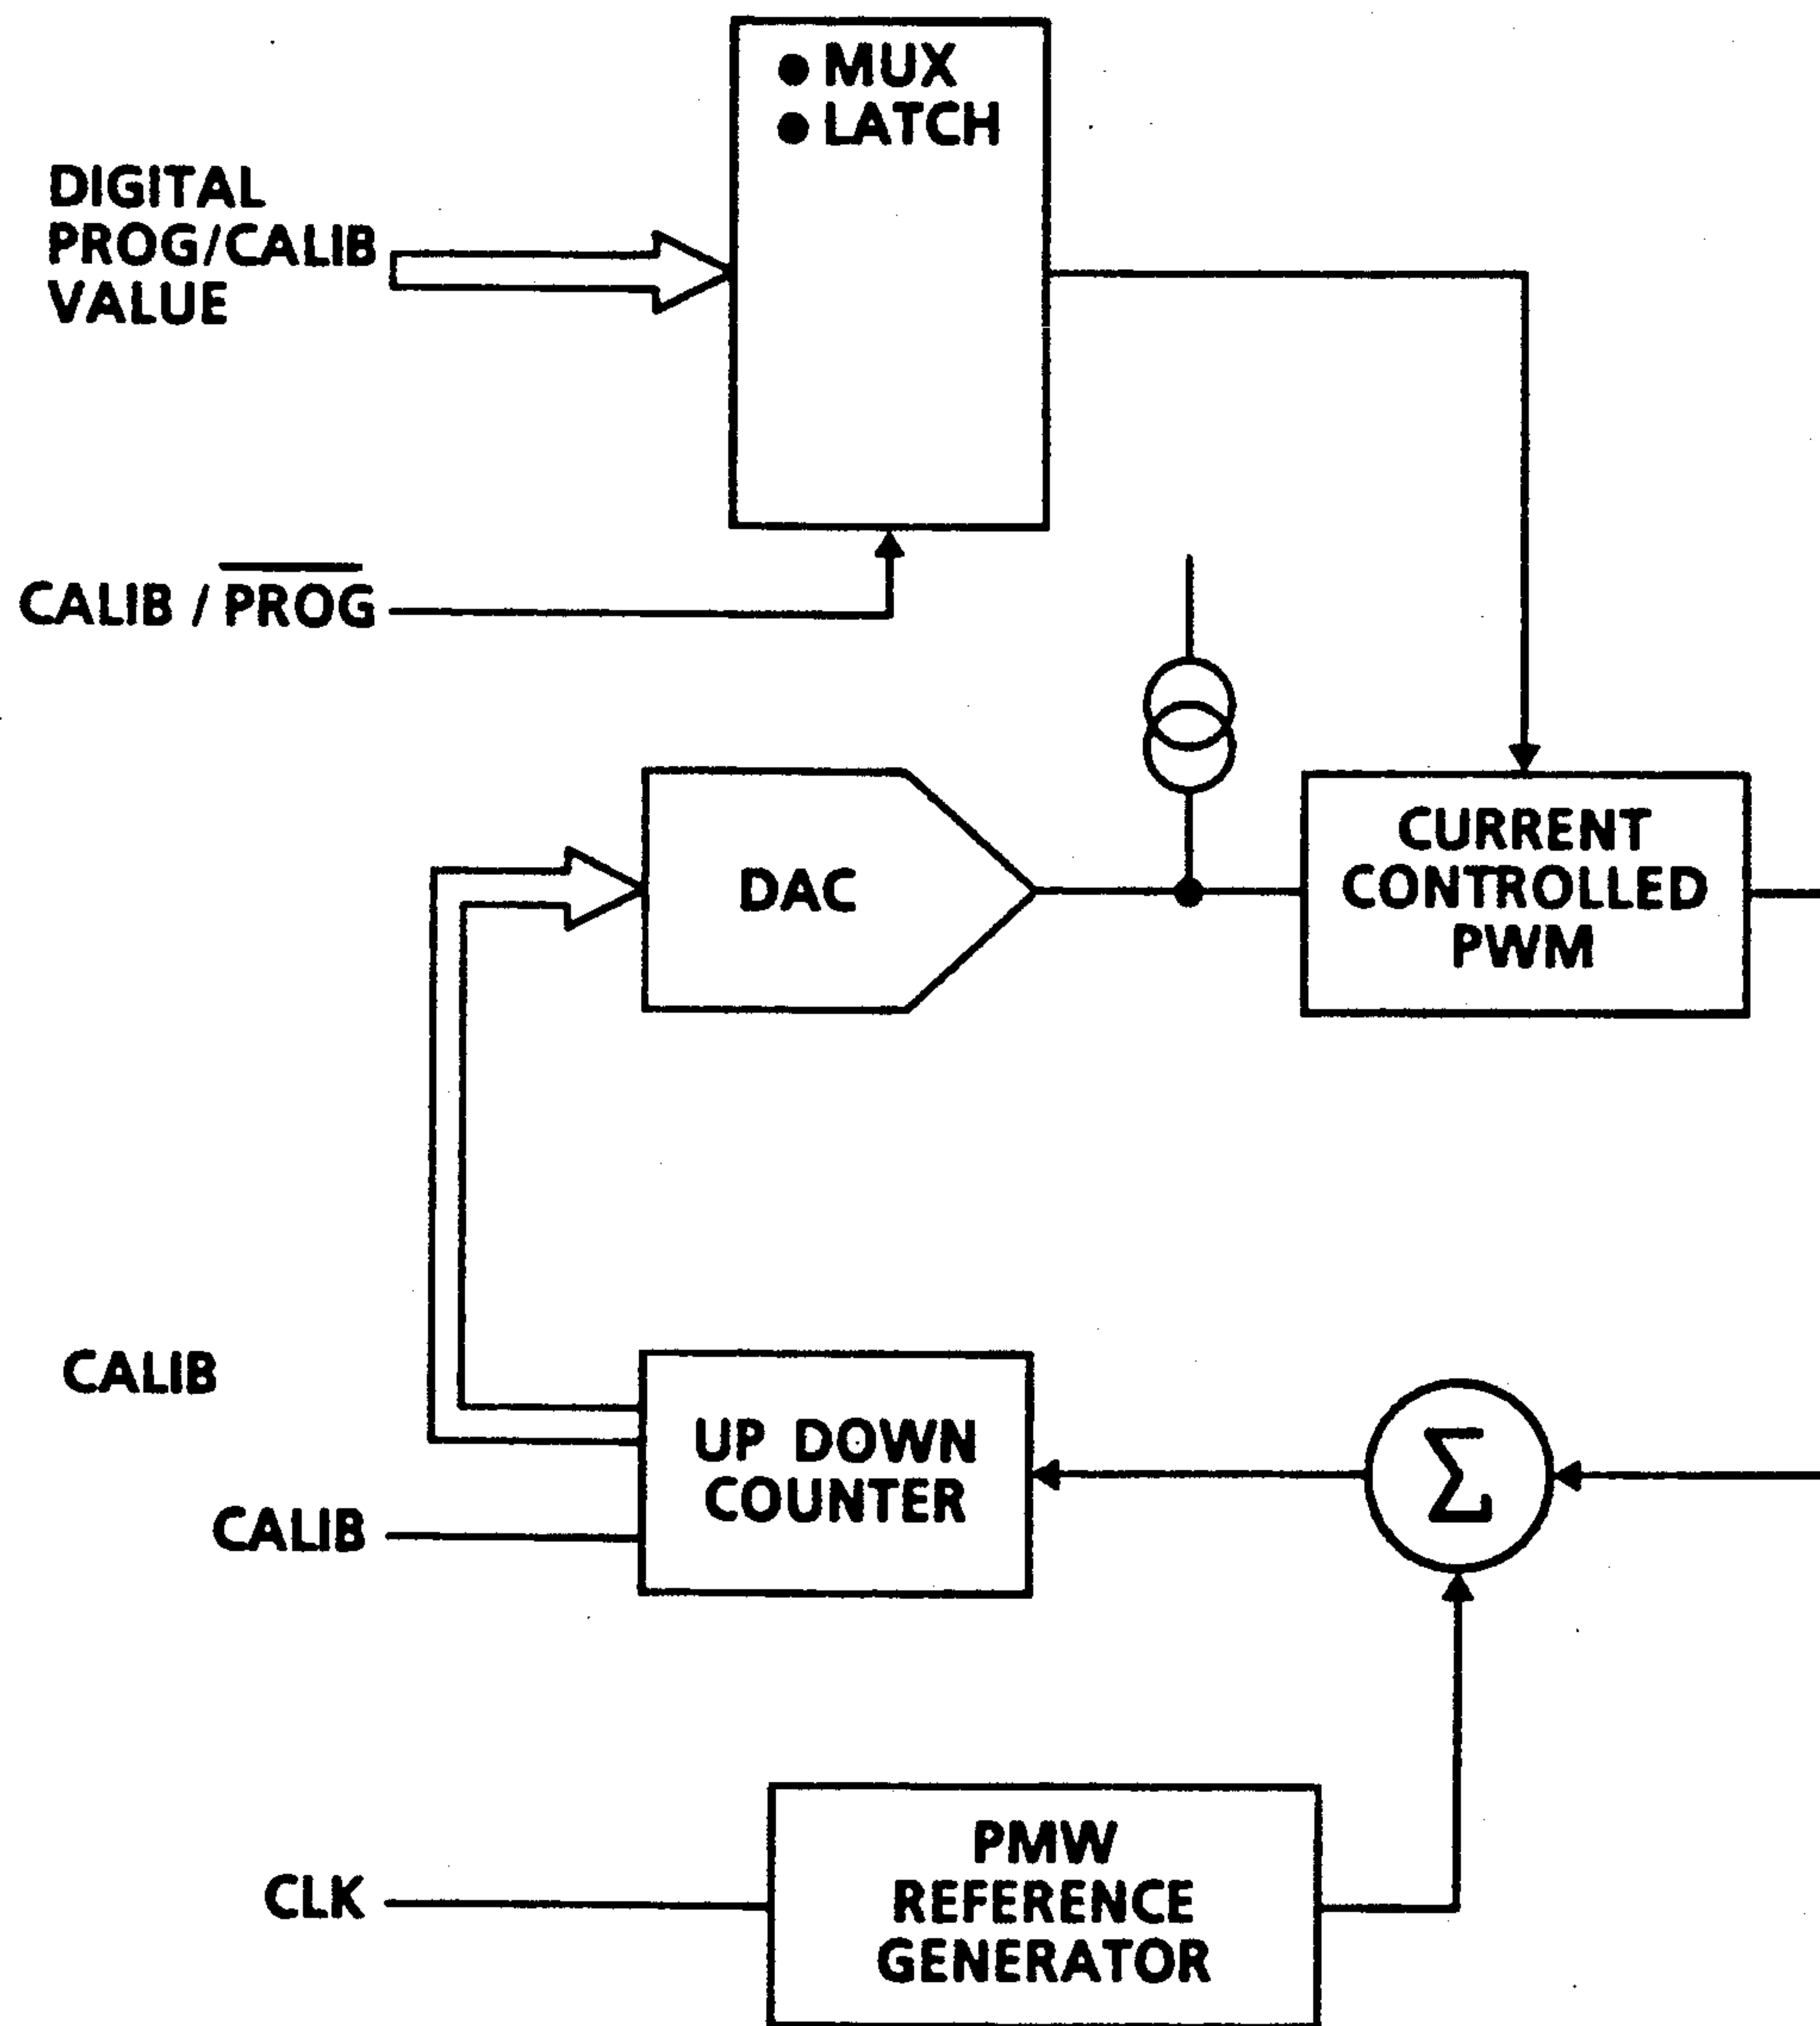 ● MUX
● LATCH
DIGITAL
PROG/CALIB
VALUE
CALIB / P̅R̅O̅G̅
DAC
CURRENT
CONTROLLED
PWM
CALIB
UP DOWN
COUNTER
CALIB
Σ
PMW
REFERENCE
GENERATOR
CLK